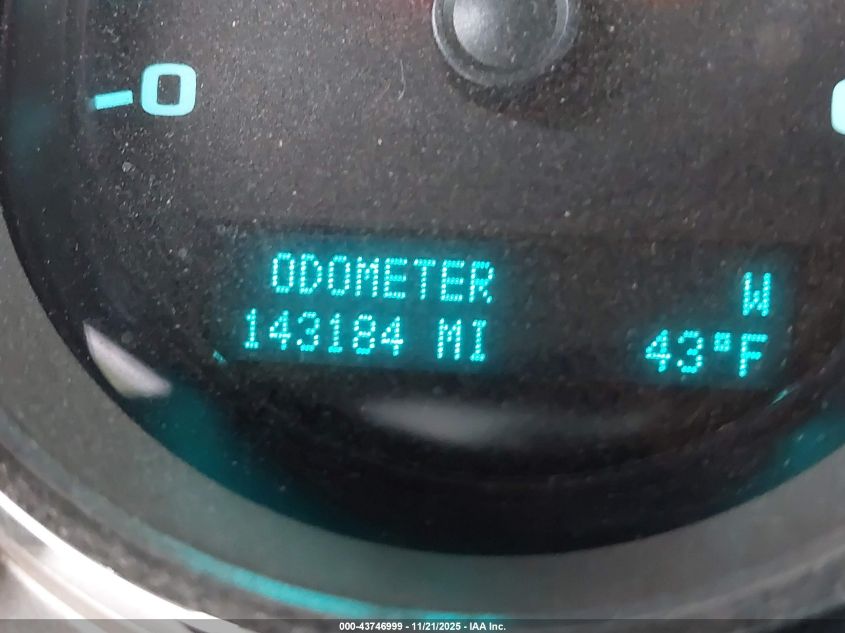 0
ODOMETER W
143184 MI 43°F
000-43746999 - 11/21/2025 - IAA Inc.